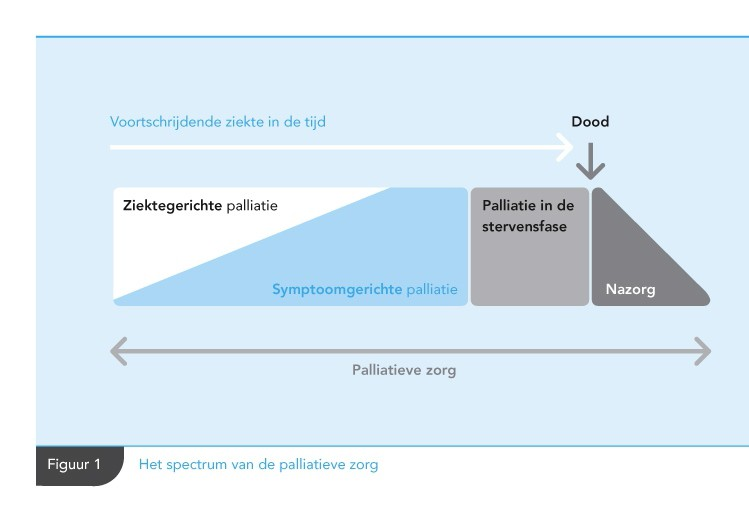 Voortschrijdende ziekte in de tijd
Dood
Ziektegerichte palliatie
Palliatie in de
stervensfase
Symptoomgerichte palliatie
Nazorg
Palliatieve zorg
Figuur 1
Het spectrum van de palliatieve zorg